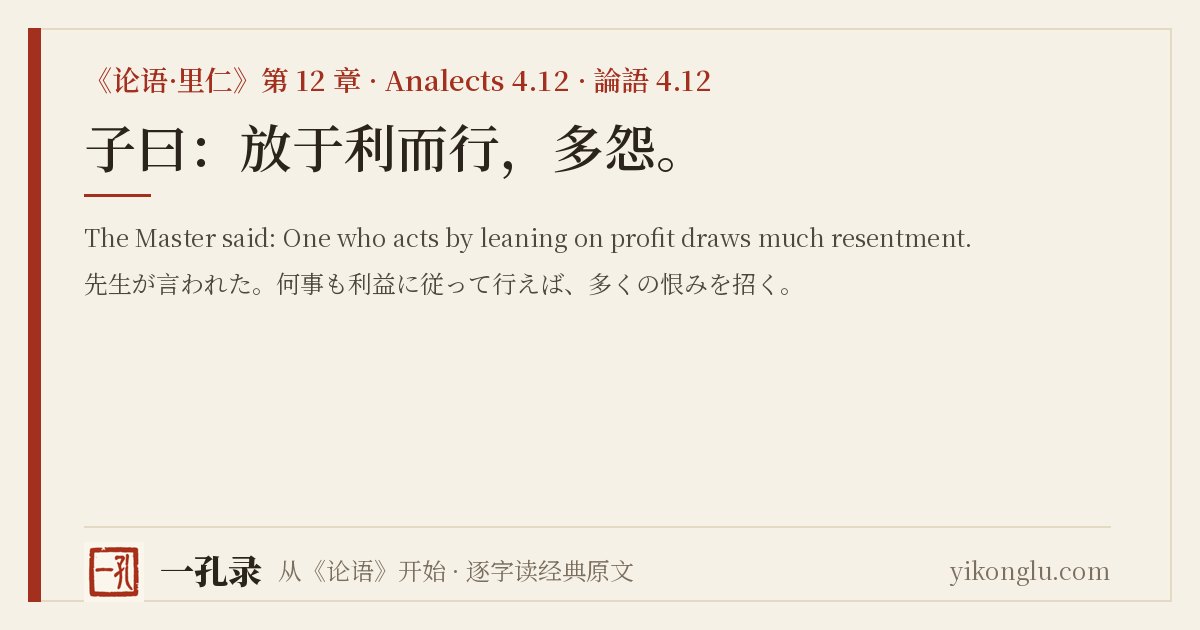 《论语·里仁》第 12 章 · Analects 4.12 · 論語 4.12
子曰：放于利而行，多怨。
The Master said: One who acts by leaning on profit draws much resentment.
先生が言われた。何事も利益に従って行えば、多くの恨みを招く。
一孔
一孔录 从《论语》开始 · 逐字读经典原文 yikonglu.com